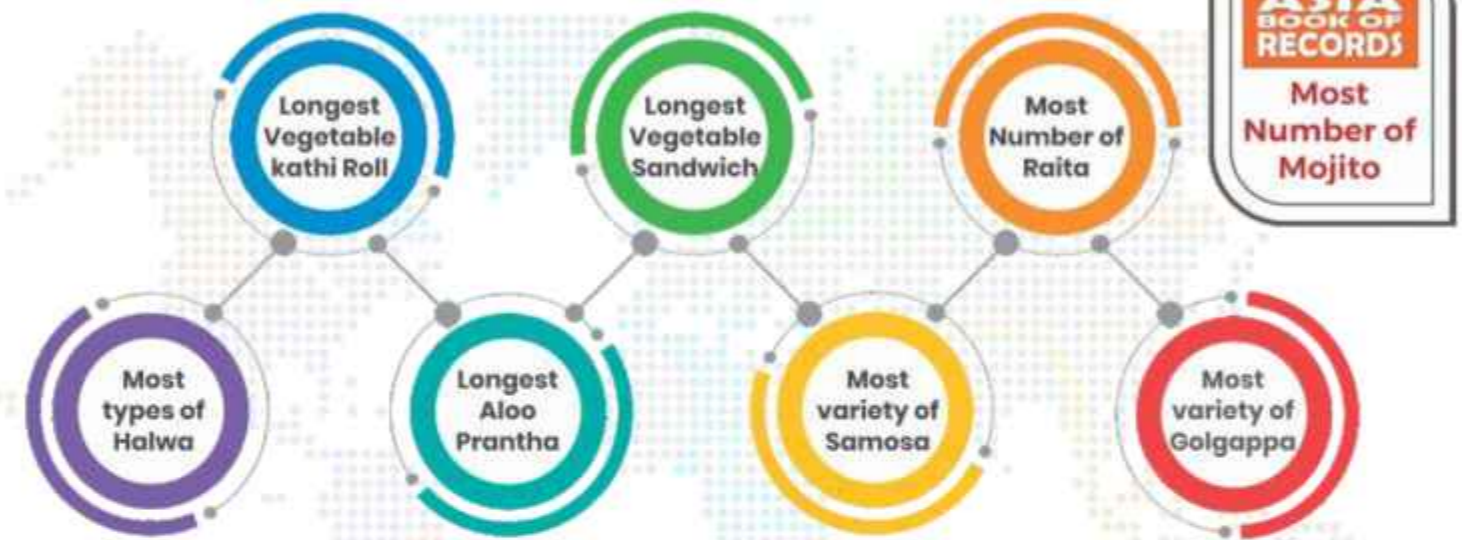 Longest
Vegetable
kathi Roll
Longest
Vegetable
Sandwich
Most
Number of
Raita
ASIA
BOOK OF
RECORDS
Most
Number of
Mojito
Most
types of
Halwa
Longest
Aloo
Prantha
Most
variety of
Samosa
Most
variety of
Golgappa